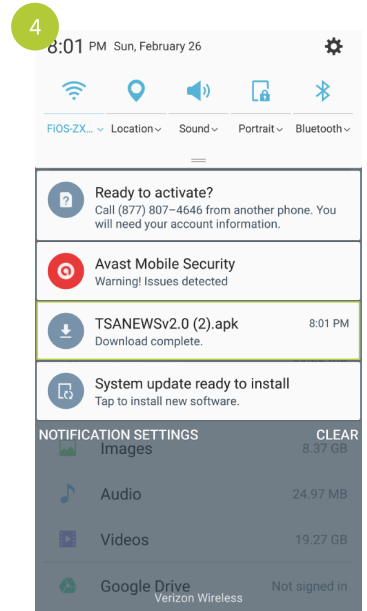 4
8:01 PM Sun, February 26
FiOS-ZX... Location Sound Portrait Bluetooth
Ready to activate?
Call (877) 807-4646 from another phone. You
will need your account information.
Avast Mobile Security
Warning! Issues detected
TSANEWSv2.0 (2).apk 8:01 PM
Download complete.
System update ready to install
Tap to install new software.
NOTIFICATION SETTINGS CLEAR
Images 8.37 GB
Audio 24.97 MB
Videos 19.27 GB
Google Drive Not signed in
Verizon Wireless